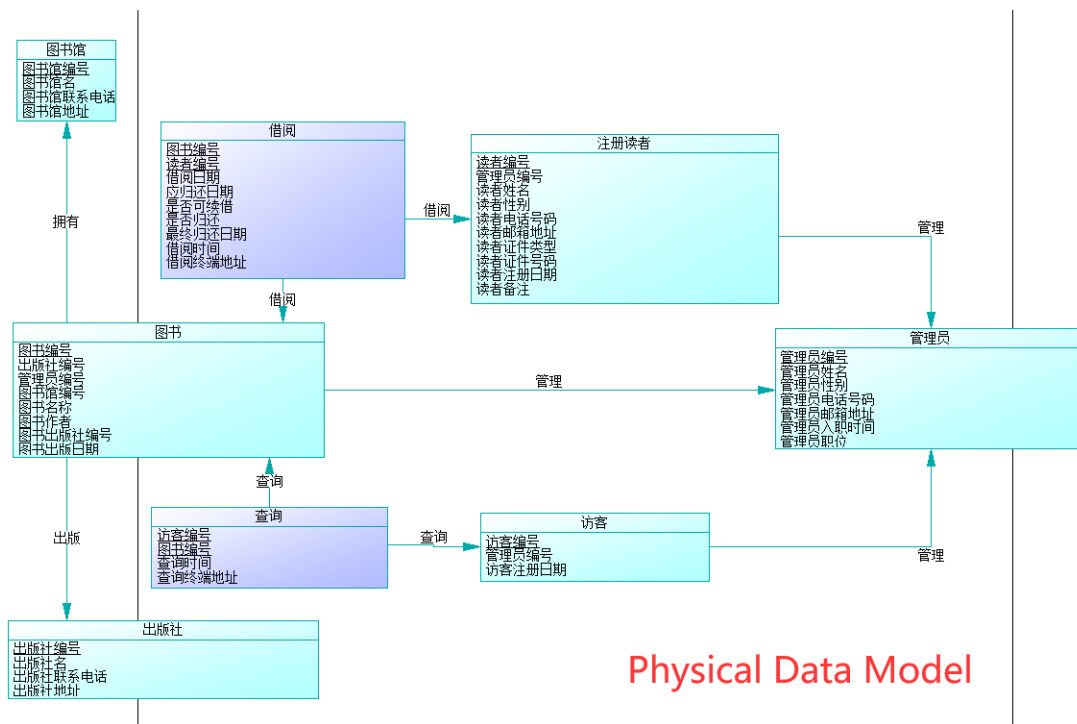 图书馆
图书馆编号
图书馆名
图书馆联系电话
图书馆地址
拥有
借阅
图书编号
读者编号
借阅日期
应归还日期
是否可续借
是否归还
最终归还日期
借阅时间
借阅终端地址
借阅
注册读者
读者编号
管理员编号
读者姓名
读者性别
读者电话号码
读者邮箱地址
读者证件类型
读者证件号码
读者注册日期
读者备注
管理
借阅
图书
图书编号
出版社编号
管理员编号
图书馆编号
图书名称
图书作者
图书出版社编号
图书出版日期
管理
管理员
管理员编号
管理员姓名
管理员性别
管理员电话号码
管理员邮箱地址
管理员入职时间
管理员职位
查询
出版
查询
访客编号
图书编号
查询时间
查询终端地址
查询
访客
访客编号
管理员编号
访客注册日期
管理
出版社
出版社编号
出版社名
出版社联系电话
出版社地址
Physical Data Model